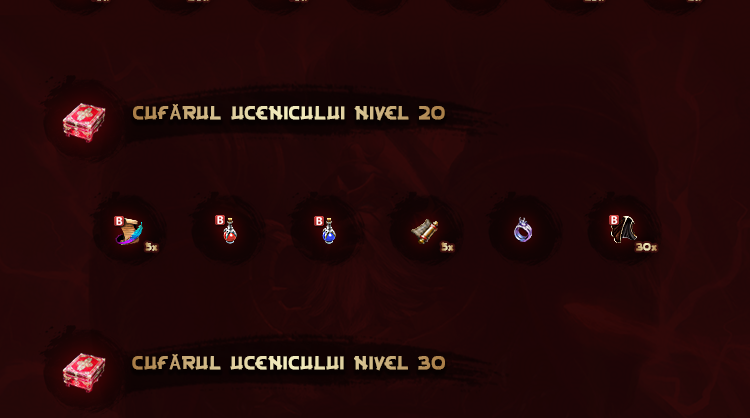 CUFĂRUL UCENICULUI NIVEL 20
B 5x B B 5x B 30x
CUFĂRUL UCENICULUI NIVEL 30